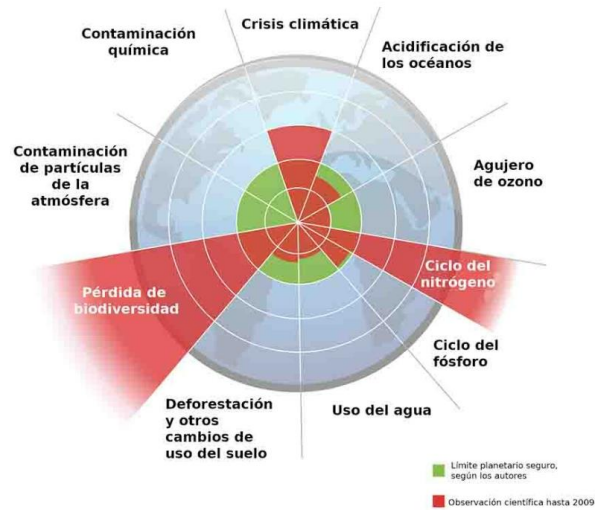 Crisis climática
Acidificación de
los océanos
Agujero
de ozono
Ciclo del
nitrógeno
Ciclo del
fósforo
Uso del agua
Deforestación
y otros
cambios de
uso del suelo
Pérdida de
biodiversidad
Contaminación
de partículas
de la
atmósfera
Contaminación
química
Límite planetario seguro,
según los autores
Observación científica hasta 2009